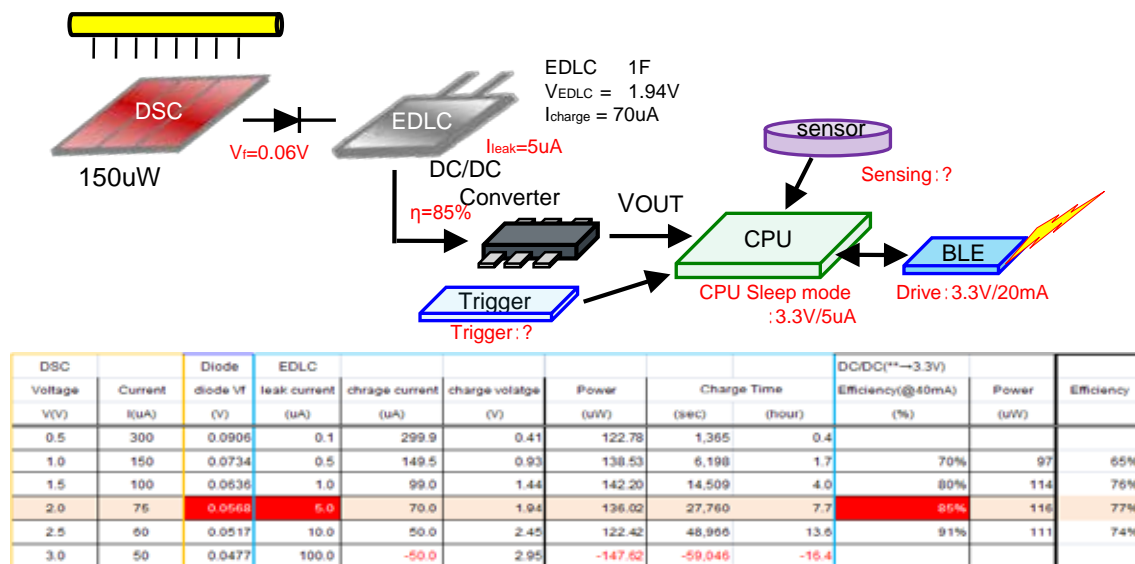 EDLC 1F
VEDLC = 1.94V
Icharge = 70uA
DSC
EDLC
sensor
Vf=0.06V
Ileak=5uA
150uW
DC/DC
Converter
Sensing:?
η=85%
VOUT
CPU
BLE
Trigger
CPU Sleep mode
:3.3V/5uA
Drive:3.3V/20mA
Trigger:?
DSC Diode EDLC DC/DC(**→3.3V)
Voltage Current diode Vf leak current chrage current charge volatge Power Charge Time Efficiency(@40mA) Power Efficiency
V(V) I(uA) (V) (uA) (uA) (V) (uW) (sec) (hour) (%) (uW)
0.5 300 0.0906 0.1 299.9 0.41 122.78 1,365 0.4
1.0 150 0.0734 0.5 149.5 0.93 138.53 6,198 1.7 70% 97 65%
1.5 100 0.0636 1.0 99.0 1.44 142.20 14,509 4.0 80% 114 76%
2.0 75 0.0568 5.0 70.0 1.94 136.02 27,760 7.7 85% 116 77%
2.5 60 0.0517 10.0 50.0 2.45 122.42 48,966 13.6 91% 111 74%
3.0 50 0.0477 100.0 -50.0 2.95 -147.62 -59,046 -16.4